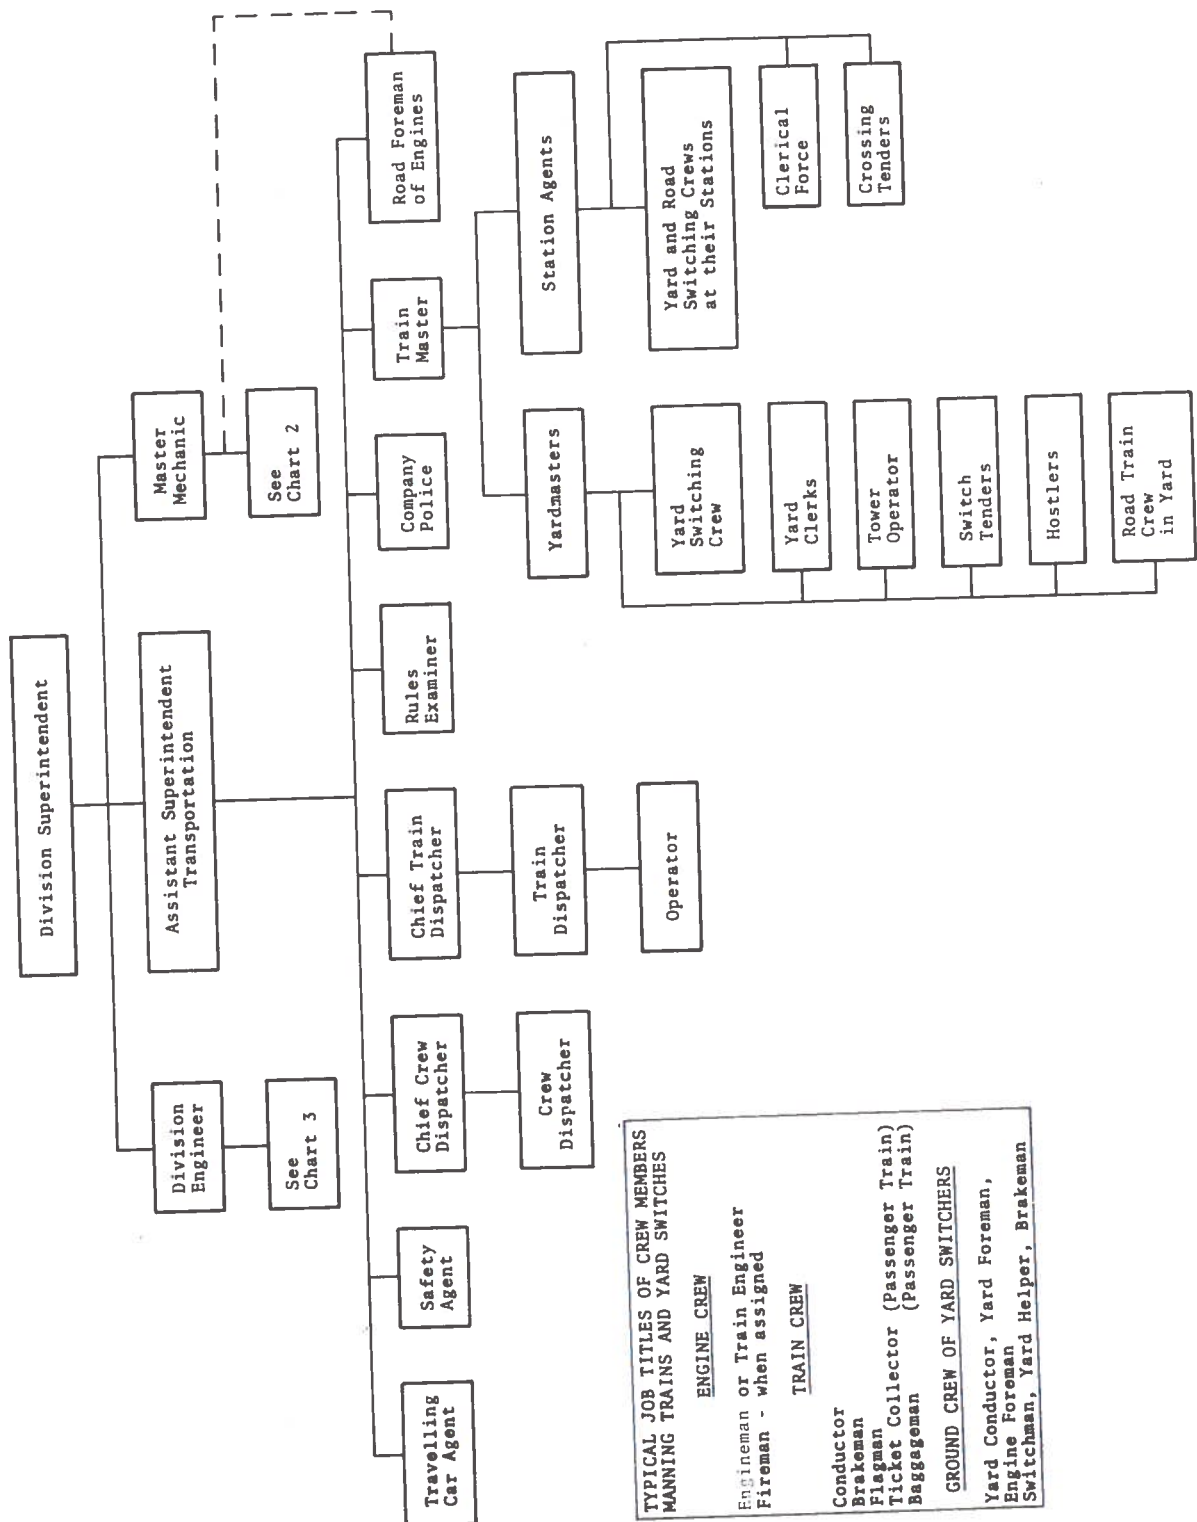 Division Superintendent
Division
Engineer
See
Chart 3
Assistant Superintendent
Transportation
Master
Mechanic
See
Chart 2
Travelling
Car Agent
Safety
Agent
Chief Crew
Dispatcher
Crew
Dispatcher
Chief Train
Dispatcher
Train
Dispatcher
Operator
Rules
Examiner
Company
Police
Train
Master
Road Foreman
of Engines
Yardmasters
Yard
Switching
Crew
Yard
Clerks
Tower
Operator
Switch
Tenders
Hostlers
Road Train
Crew
in Yard
Station Agents
Yard and Road
Switching Crews
at their Stations
Clerical
Force
Crossing
Tenders
TYPICAL JOB TITLES OF CREW MEMBERS
MANNING TRAINS AND YARD SWITCHES
ENGINE CREW
Engineman or Train Engineer
Fireman - when assigned
TRAIN CREW
Conductor
Brakeman
Flagman
Ticket Collector (Passenger Train)
Baggageman (Passenger Train)
GROUND CREW OF YARD SWITCHERS
Yard Conductor, Yard Foreman,
Engine Foreman
Switchman, Yard Helper, Brakeman